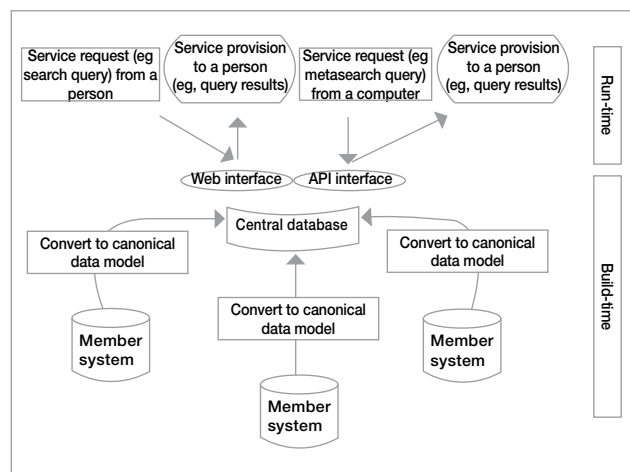 Service request (eg
search query) from a
person
Service provision
to a person
(eg, query results)
Service request (eg
metasearch query)
from a computer
Service provision
to a person
(eg, query results)
Run-time
Web interface
API interface
Central database
Convert to canonical
data model
Convert to canonical
data model
Convert to canonical
data model
Member
system
Member
system
Member
system
Build-time